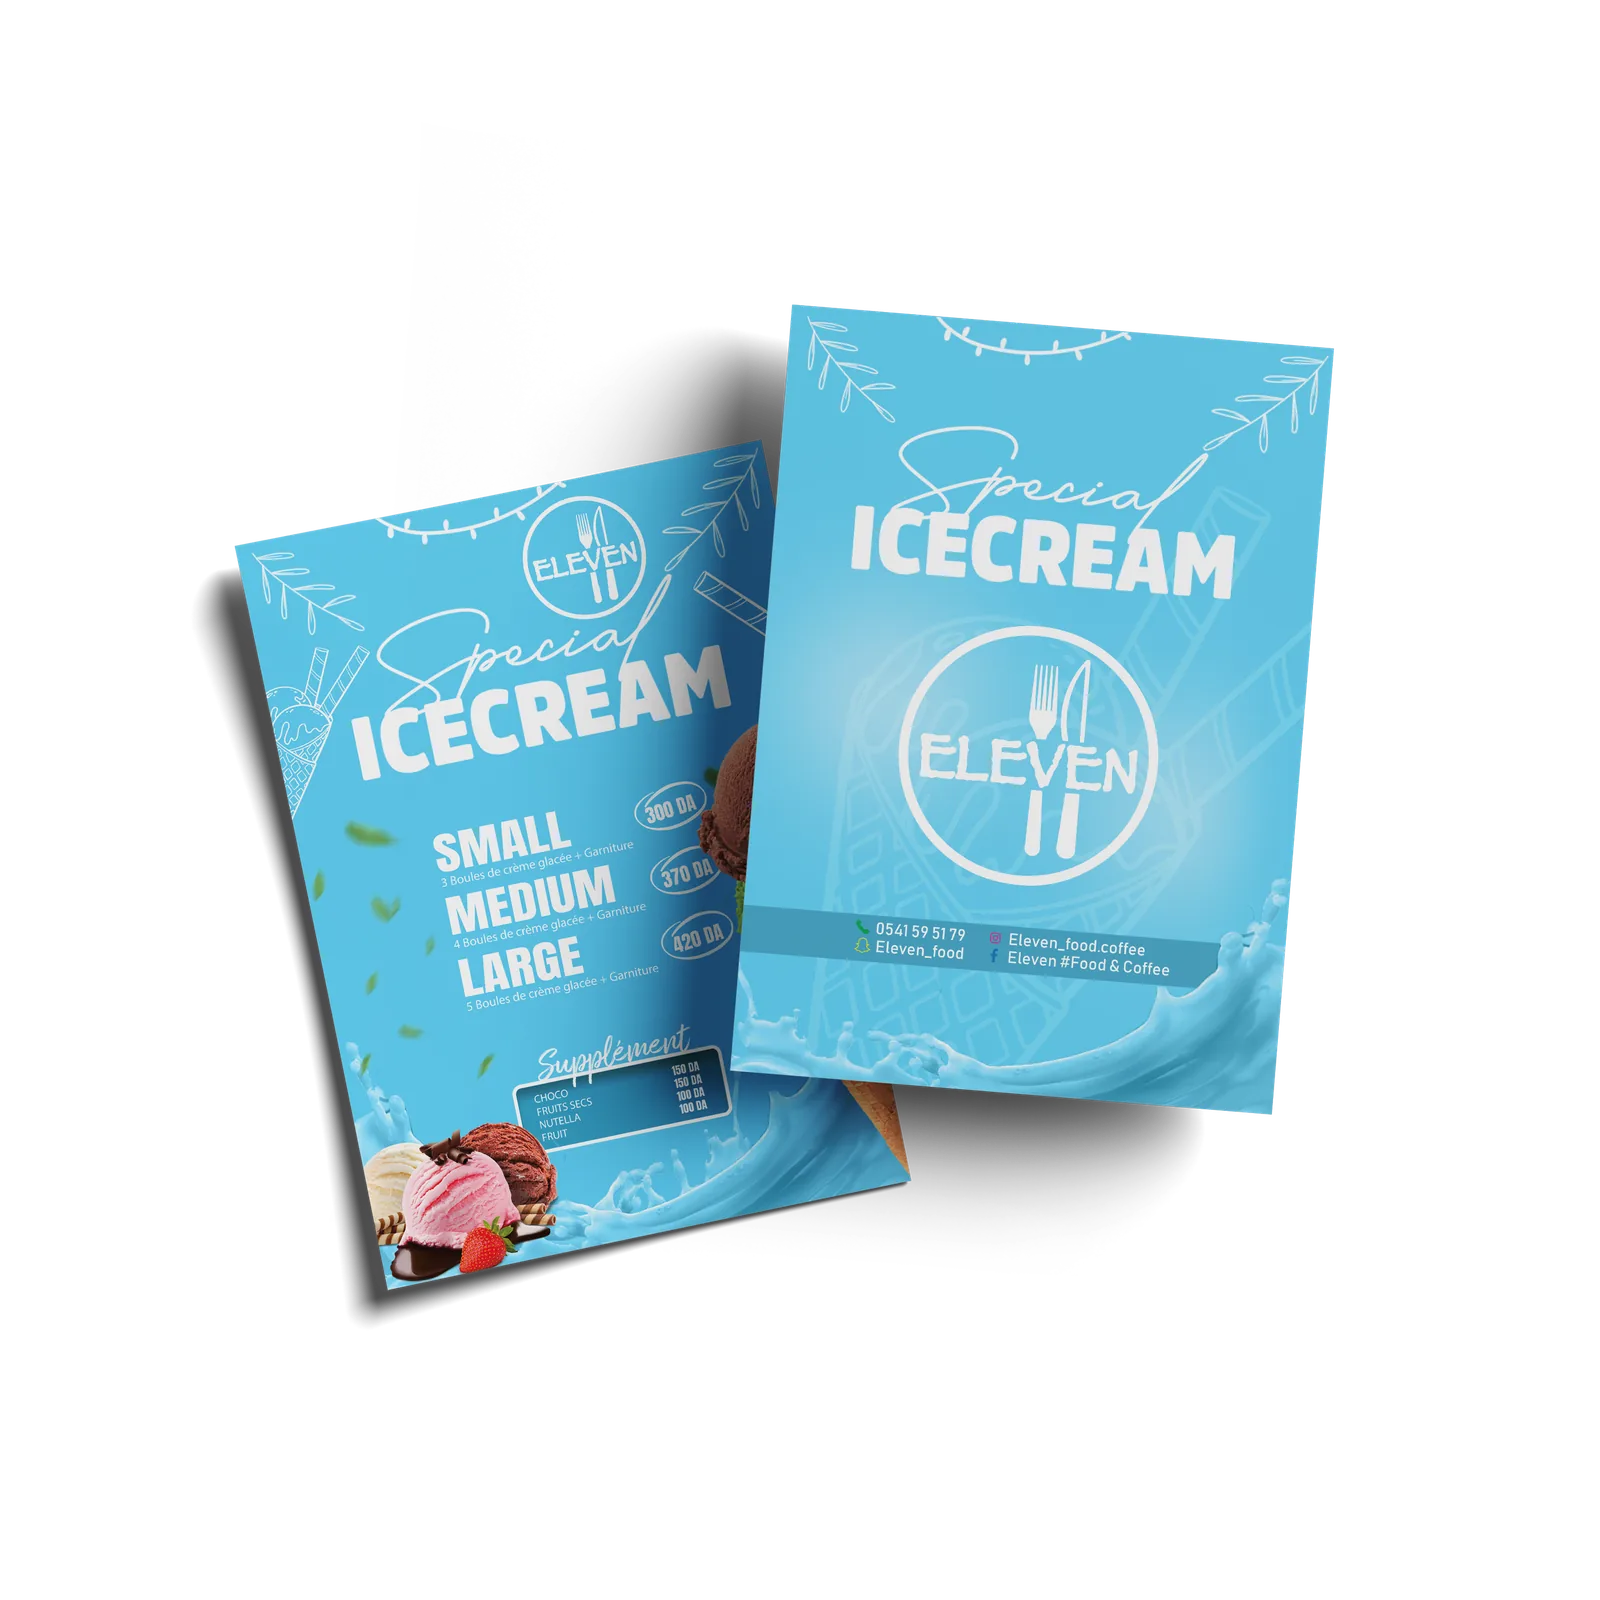 ELEVEN
Special
ICECREAM
SMALL
300 DA
3 Boules de crème glacée + Garniture
MEDIUM
370 DA
4 Boules de crème glacée + Garniture
LARGE
420 DA
5 Boules de crème glacée + Garniture
Supplément
CHOCO 150 DA
FRUITS SECS 150 DA
NUTELLA 100 DA
FRUIT 100 DA
Special
ICECREAM
ELEVEN
0541 59 51 79
Eleven_food
Eleven_food.coffee
Eleven #Food & Coffee